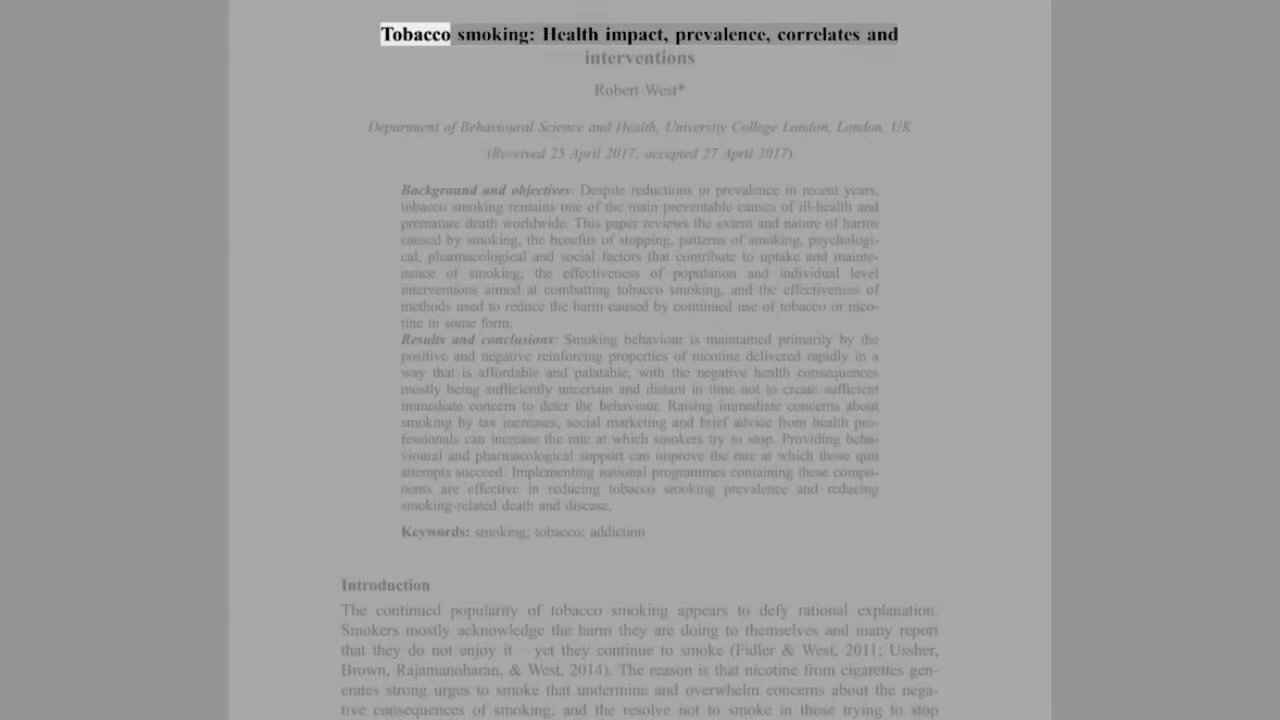 Tobacco smoking: Health impact, prevalence, correlates and
interventions
Robert West*
Department of Behavioural Science and Health, University College London, London, UK
(Received 25 April 2017; accepted 27 April 2017)
Background and objectives: Despite reductions in prevalence in recent years,
tobacco smoking remains one of the main preventable causes of ill-health and
premature death worldwide. This paper reviews the extent and nature of harms
caused by smoking, the benefits of stopping, patterns of smoking, psychologi-
cal, pharmacological and social factors that contribute to uptake and mainte-
nance of smoking, the effectiveness of population and individual level
interventions aimed at combatting tobacco smoking, and the effectiveness of
methods used to reduce the harm caused by continued use of tobacco or nico-
tine in some form.
Results and conclusions: Smoking behaviour is maintained primarily by the
positive and negative reinforcing properties of nicotine delivered rapidly in a
way that is affordable and palatable, with the negative health consequences
mostly being sufficiently uncertain and distant in time not to create sufficient
immediate concern to deter the behaviour. Raising immediate concerns about
smoking by tax increases, social marketing and brief advice from health pro-
fessionals can increase the rate at which smokers try to stop. Providing beha-
vioural and pharmacological support can improve the rate at which those quit
attempts succeed. Implementing national programmes containing these compo-
nents are effective in reducing tobacco smoking prevalence and reducing
smoking-related death and disease.
Keywords: smoking; tobacco; addiction
Introduction
The continued popularity of tobacco smoking appears to defy rational explanation.
Smokers mostly acknowledge the harm they are doing to themselves and many report
that they do not enjoy it – yet they continue to smoke (Fidler & West, 2011; Ussher,
Brown, Rajamanoharan, & West, 2014). The reason is that nicotine from cigarettes gen-
erates strong urges to smoke that undermine and overwhelm concerns about the nega-
tive consequences of smoking, and the resolve not to smoke in those trying to stop